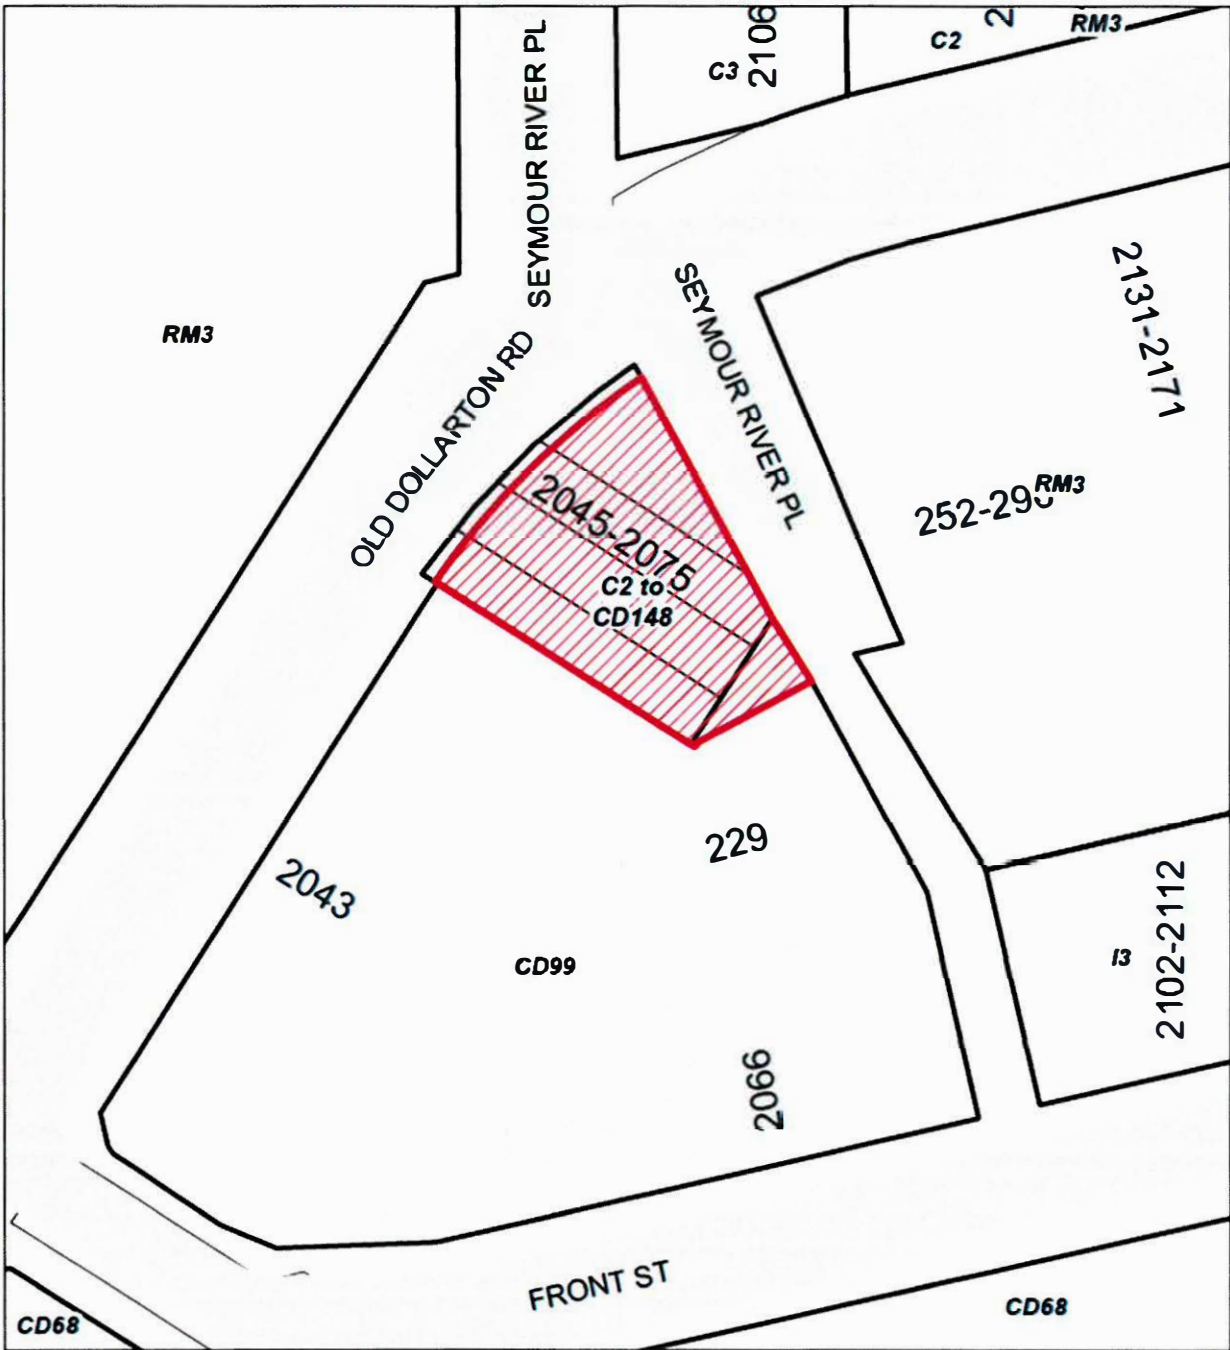 SEYMOUR RIVER PL
C3
2106
C2
2
RM3
RM3
OLD DOLLARTON RD
SEYMOUR RIVER PL
2131-2171
2045-2075
C2 to
CD148
RM3
229
2043
CD99
I3
2102-2112
2066
FRONT ST
CD68
CD68